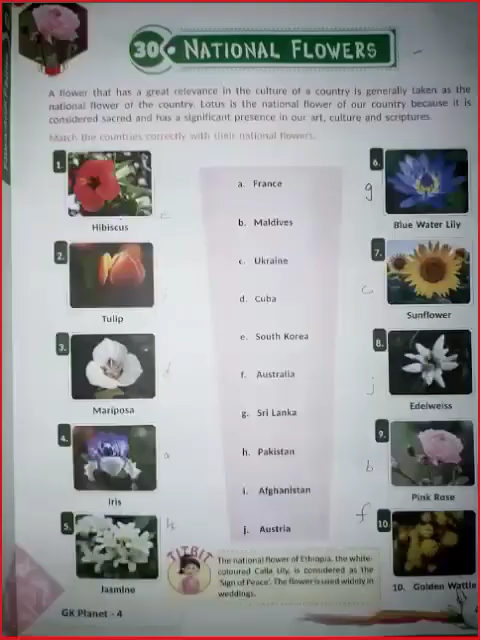 30 NATIONAL FLOWERS
A flower that has a great relevance in the culture of a country is generally taken as the
national flower of the country. Lotus is the national flower of our country because it is
considered sacred and has a significant presence in our art, culture and scriptures.
Match the countries correctly with their national flowers.
1.
Hibiscus
2.
Tulip
3.
Mariposa
4.
Iris
a
5.
Jasmine
h
a. France
b. Maldives
c. Ukraine
d. Cuba
e. South Korea
f. Australia
g. Sri Lanka
h. Pakistan
i. Afghanistan
j. Austria
6.
g
Blue Water Lily
7.
c
Sunflower
8.
j
Edelweiss
9.
b
Pink Rose
f
10.
10. Golden Wattle
TITBIT
The national flower of Ethiopia, the white-
coloured Calla Lily, is considered as the
'Sign of Peace'. The flower is used widely in
weddings.
GK Planet - 4